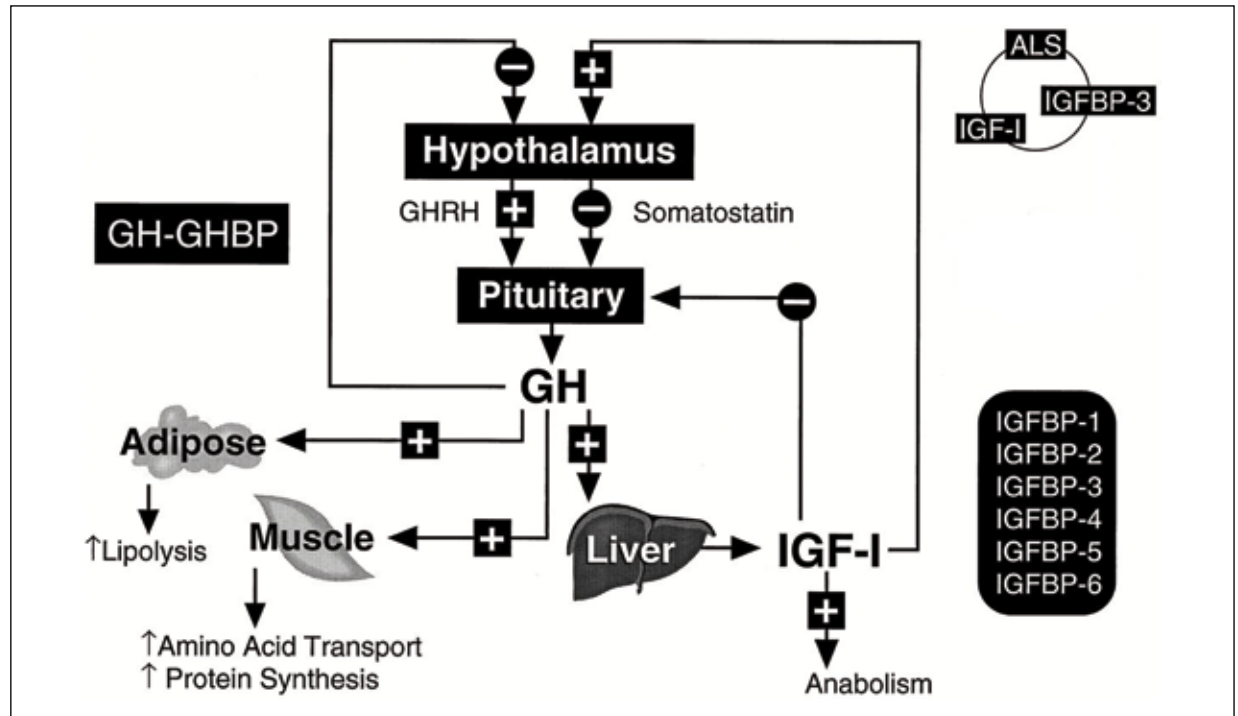 ALS
IGFBP-3
IGF-I
− +
Hypothalamus
GHRH + − Somatostatin
GH-GHBP
Pituitary −
GH
Adipose +
+
↑Lipolysis
Muscle +
Liver
IGF-I
+
↑Amino Acid Transport
↑ Protein Synthesis
Anabolism
IGFBP-1
IGFBP-2
IGFBP-3
IGFBP-4
IGFBP-5
IGFBP-6